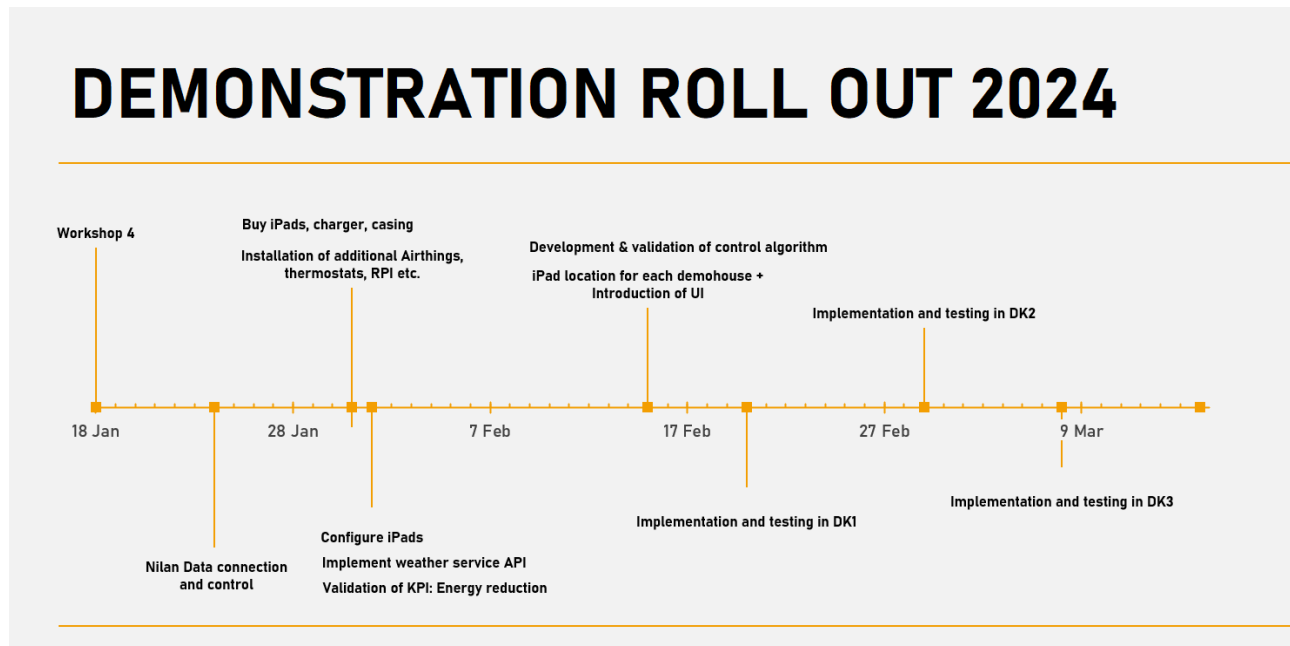 DEMONSTRATION ROLL OUT 2024
Workshop 4
Buy iPads, charger, casing
Installation of additional Airthings,
thermostats, RPI etc.
Development & validation of control algorithm
iPad location for each demohouse +
Introduction of UI
Implementation and testing in DK2
18 Jan
28 Jan
7 Feb
17 Feb
27 Feb
9 Mar
Nilan Data connection
and control
Configure iPads
Implement weather service API
Validation of KPI: Energy reduction
Implementation and testing in DK1
Implementation and testing in DK3